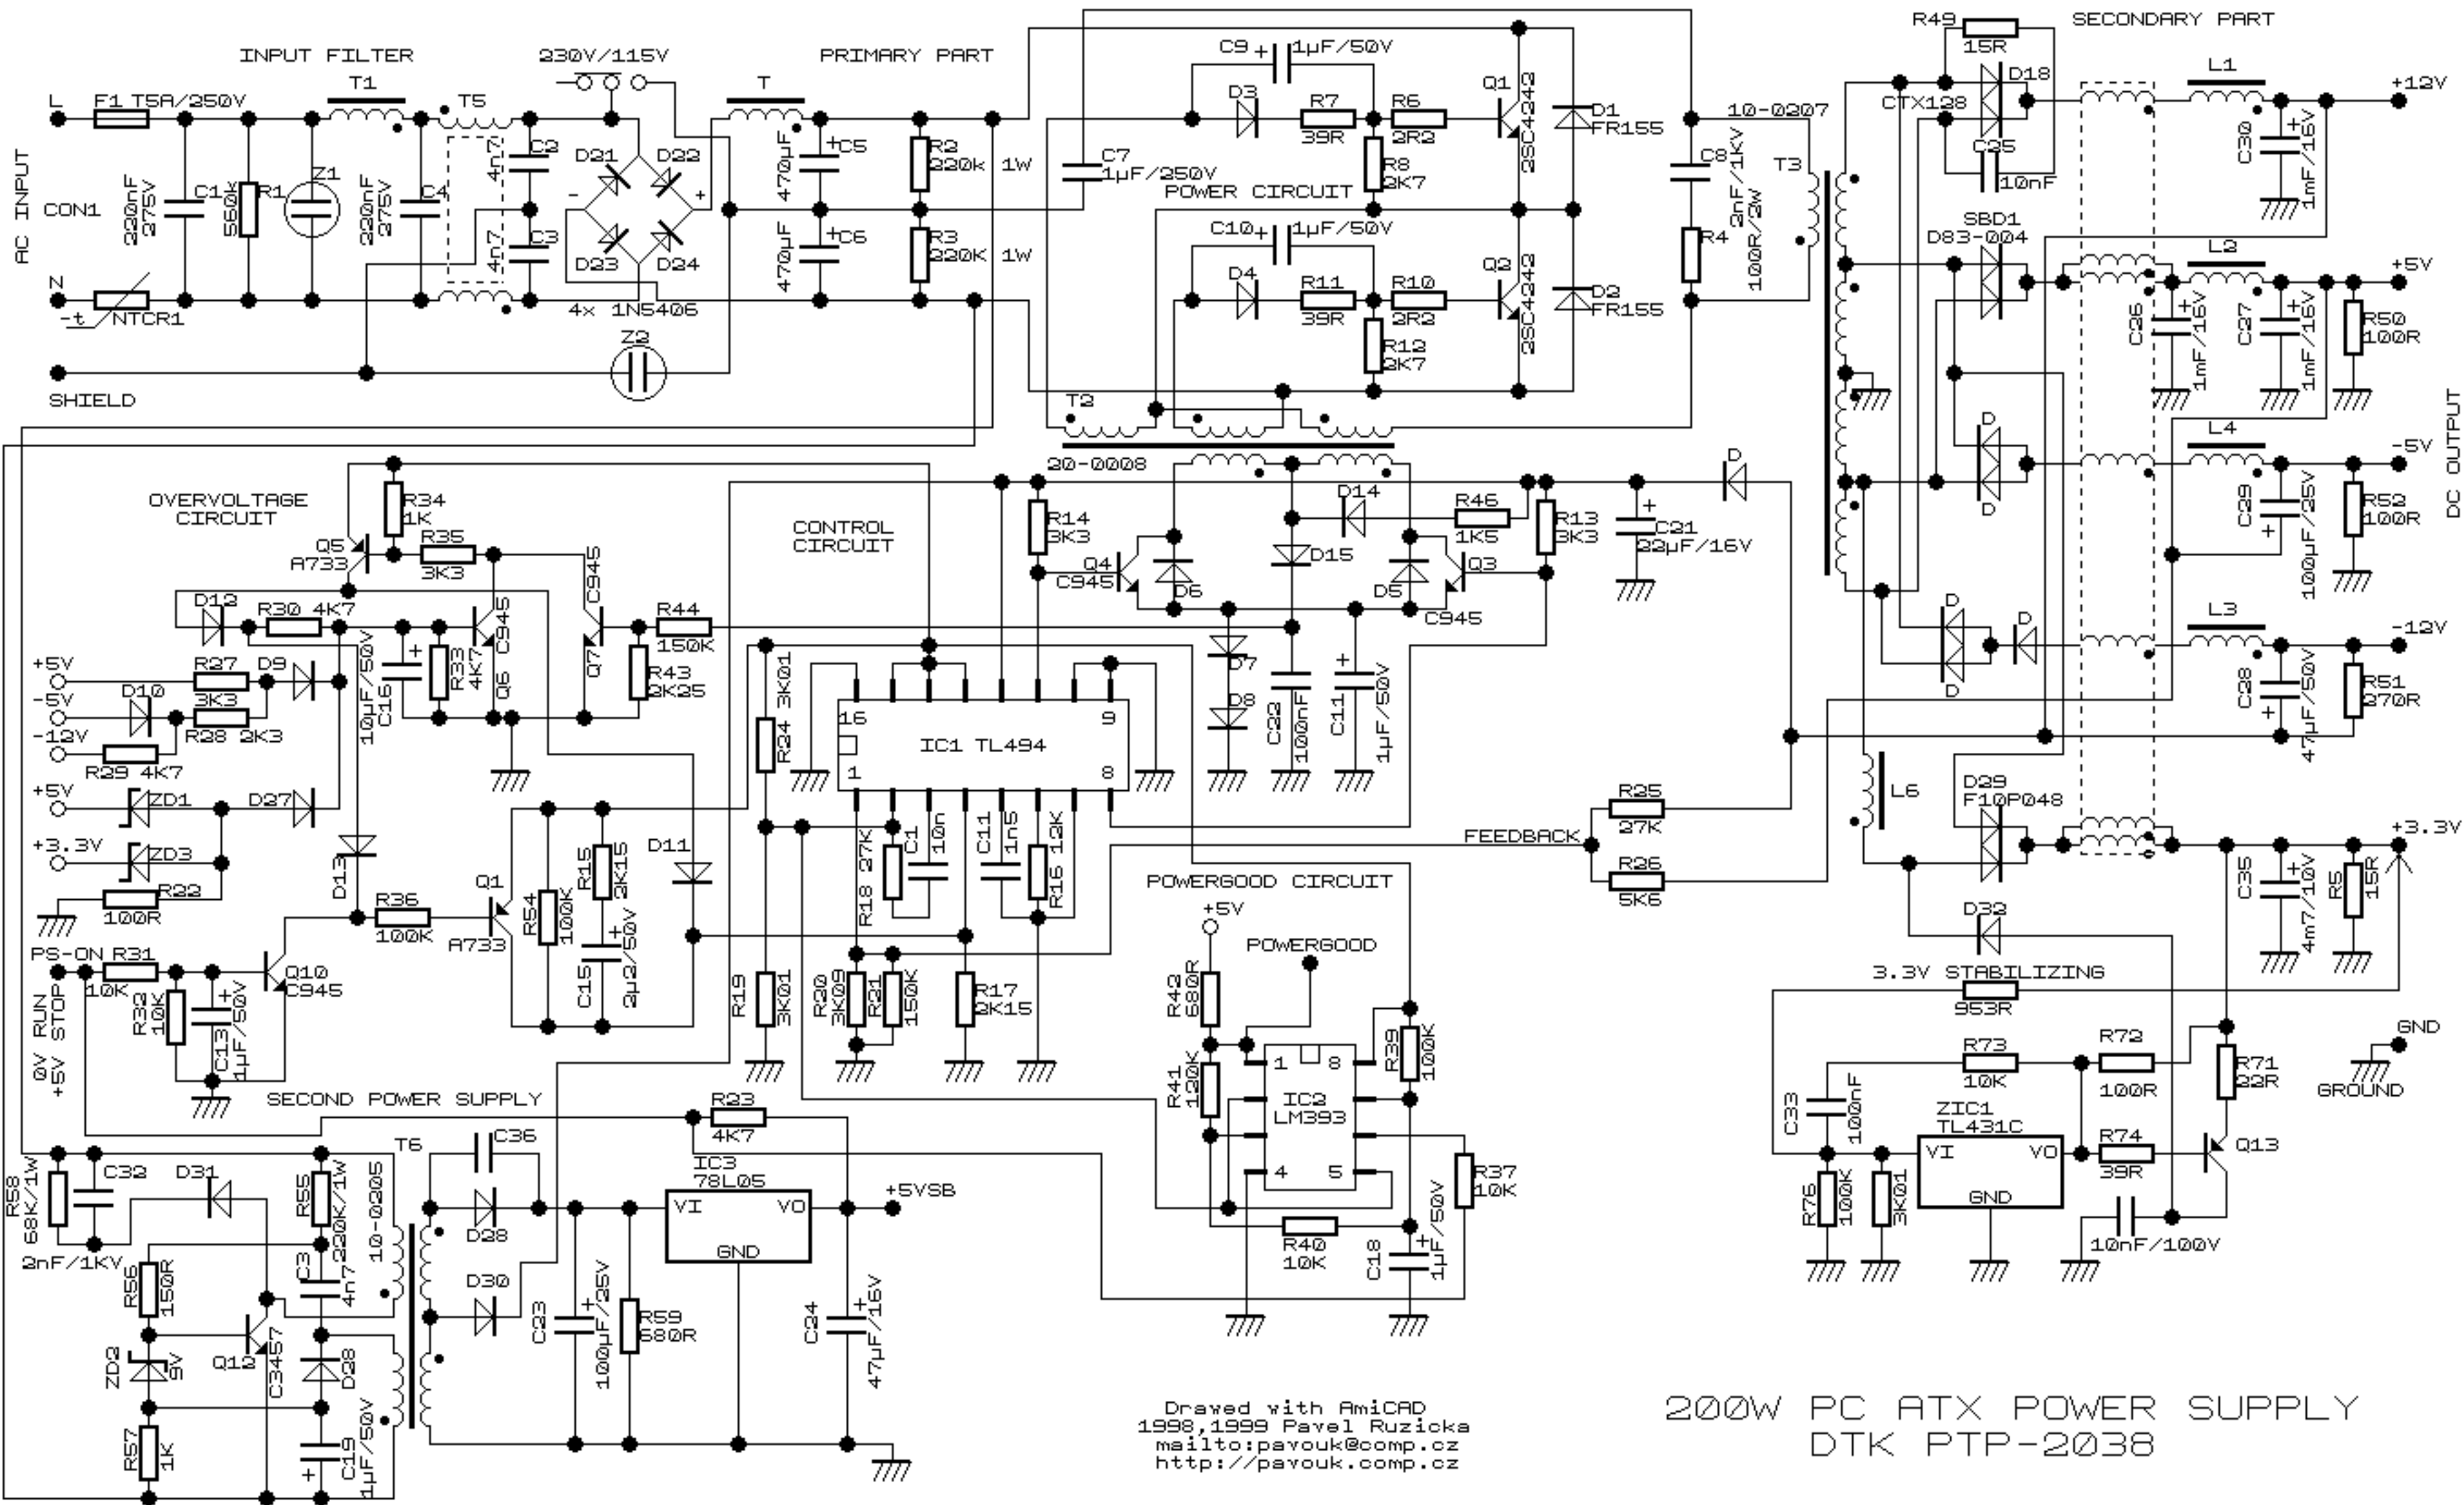 INPUT FILTER
230V/115V
PRIMARY PART
SECONDARY PART
AC INPUT
CON1
L
F1 T5A/250V
N
-t
NTCR1
SHIELD
C1
220nF
275V
R1
560k
Z1
T1
C4
220nF
275V
T5
C2
4n7
C3
4n7
D21
D22
D23
D24
-
+
4x 1N5406
Z2
T
C5
470µF
C6
470µF
R2
220k 1W
R3
220K 1W
C7
1µF/250V
POWER CIRCUIT
C9
1µF/50V
D3
R7
39R
R6
2R2
R8
2K7
Q1
2SC4242
D1
FR155
C10
1µF/50V
D4
R11
39R
R10
2R2
R12
2K7
Q2
2SC4242
D2
FR155
C8
2nF/1KV
R4
100R/2W
10-0207
T3
T2
20-0008
R49
15R
D18
CTX128
C25
10nF
L1
+12V
C30
1mF/16V
SBD1
D83-004
L2
+5V
C26
1mF/16V
C27
1mF/16V
R50
100R
DC OUTPUT
D
D
L4
-5V
C29
100µF/25V
R52
100R
D
D
D
L3
-12V
C28
47µF/50V
R51
270R
L6
D29
F10P048
+3.3V
C35
4m7/10V
R5
15R
D32
3.3V STABILIZING
953R
R73
10K
R72
100R
R71
22R
C33
100nF
ZIC1
TL431C
VI
VO
GND
R74
39R
Q13
R76
100K
3K01
10nF/100V
GND
GROUND
OVERVOLTAGE
CIRCUIT
R34
1K
R35
3K3
Q5
A733
D12
R30 4K7
+5V
R27
3K3
D9
-5V
D10
R28 2K3
-12V
R29 4K7
C16
10µF/50V
R33
4K7
Q6
C945
Q7
C945
R44
150K
R43
2K25
+5V
ZD1
D27
+3.3V
ZD3
R22
100R
D13
R36
100K
Q1
A733
R54
100K
R15
2K15
C15
2µ2/50V
D11
PS-ON
R31
10K
Q10
C945
R32
10K
C13
1µF/50V
0V RUN
+5V STOP
CONTROL
CIRCUIT
R14
3K3
Q4
C945
D6
D14
D15
R46
1K5
D5
Q3
C945
R13
3K3
C21
22µF/16V
D
D7
D8
C22
100nF
C11
1µF/50V
R24
3K01
16
9
IC1 TL494
1
8
R18
27K
C1
10n
C11
1n5
R16
12K
R19
3K01
R20
3K09
R21
150K
R17
2K15
FEEDBACK
R25
27K
R26
5K6
POWERGOOD CIRCUIT
+5V
POWERGOOD
R42
680R
R41
120K
1
8
IC2
LM393
4
5
R39
100K
R37
10K
R40
10K
C18
1µF/50V
SECOND POWER SUPPLY
R58
68K/1W
C32
2nF/1KV
D31
R55
220K/1W
T6
10-0205
R56
150R
C3
4n7
ZD2
9V
Q12
C3457
D28
R57
1K
C19
1µF/50V
C36
D28
D30
C23
100µF/25V
R59
680R
R23
4K7
IC3
78L05
VI
VO
GND
+5VSB
C24
47µF/16V
Drawed with AmiCAD
1998,1999 Pavel Ruzicka
mailto:pavouk@comp.cz
http://pavouk.comp.cz
200W PC ATX POWER SUPPLY
DTK PTP-2038